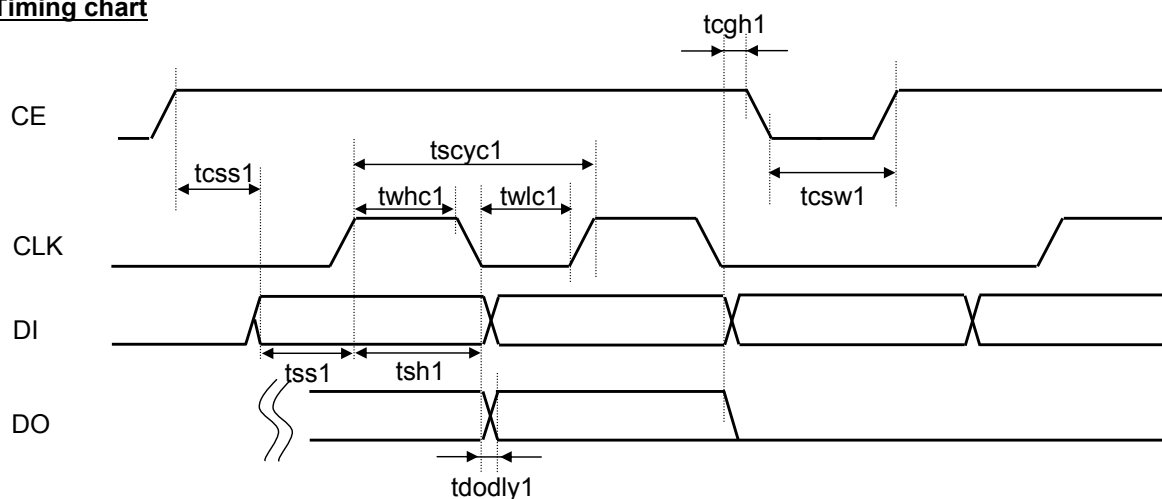 Timing chart
tcgh1
CE
tscyc1
tcss1
twhc1
twlc1
tcsw1
CLK
DI
tss1
tsh1
DO
tdodly1